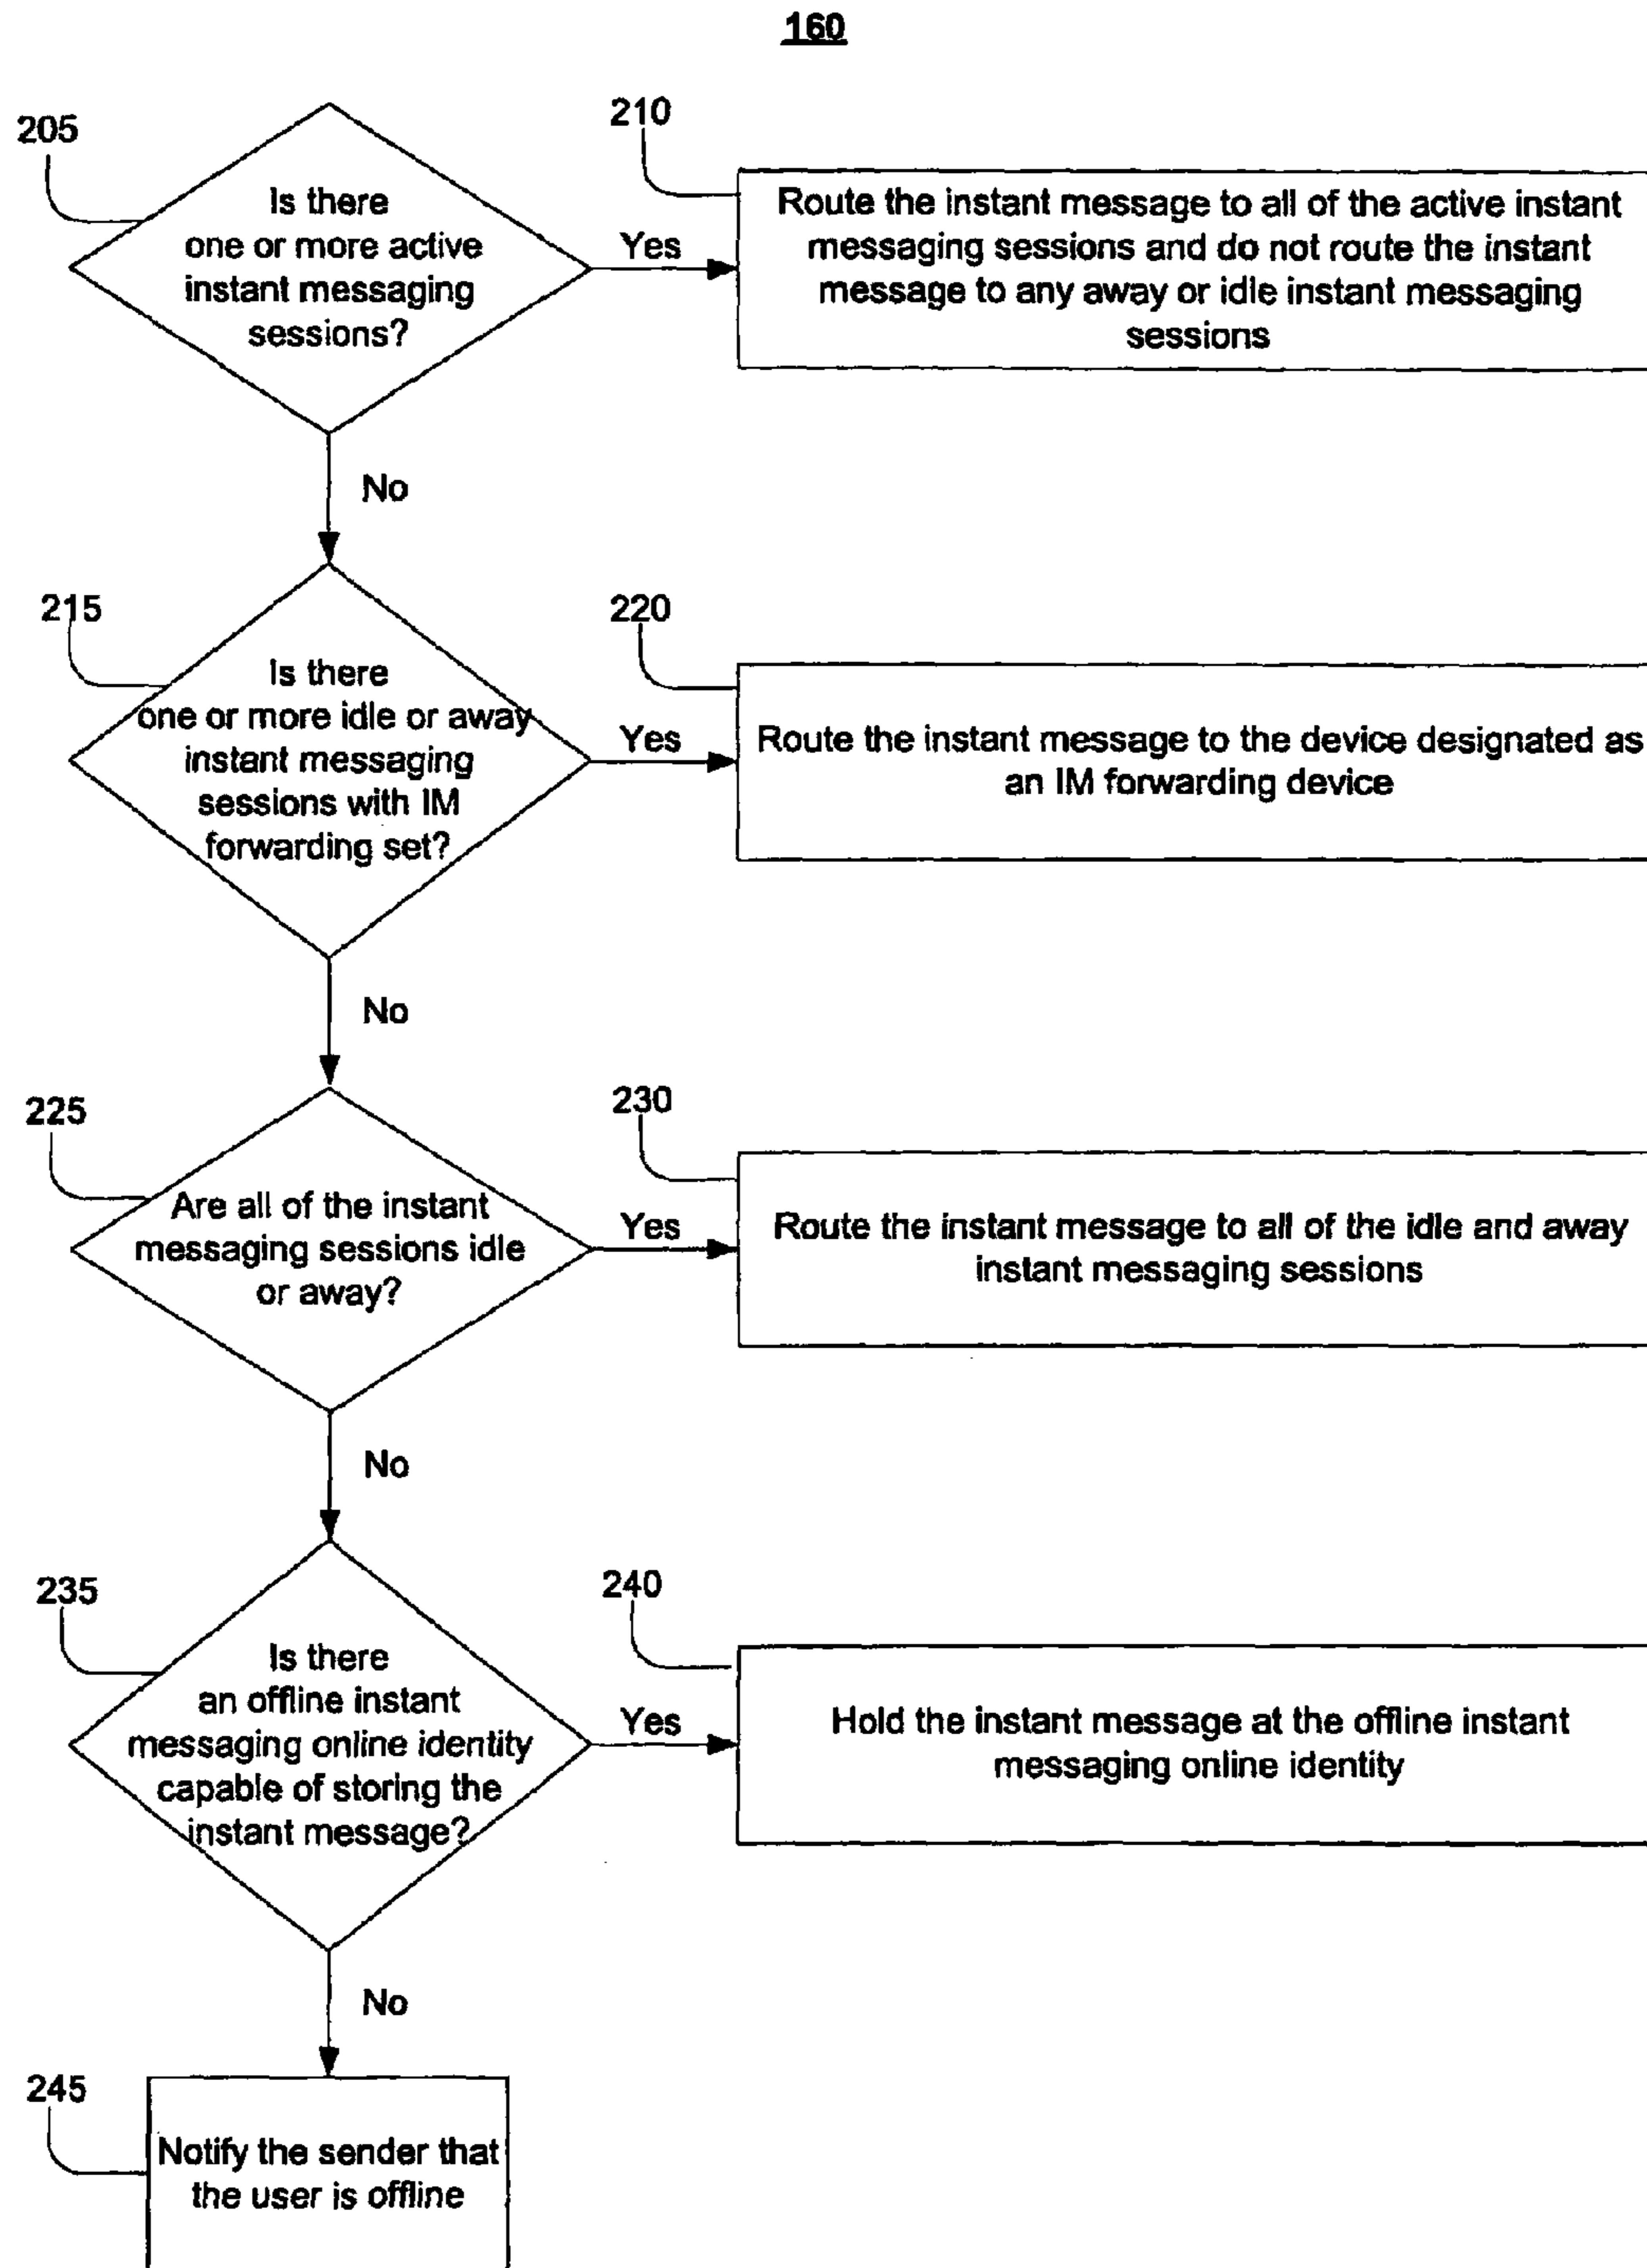 160
205
Is there
one or more active
instant messaging
sessions?
Yes
210
Route the instant message to all of the active instant
messaging sessions and do not route the instant
message to any away or idle instant messaging
sessions
No
215
Is there
one or more idle or away
instant messaging
sessions with IM
forwarding set?
Yes
220
Route the instant message to the device designated as
an IM forwarding device
No
225
Are all of the instant
messaging sessions idle
or away?
Yes
230
Route the instant message to all of the idle and away
instant messaging sessions
No
235
Is there
an offline instant
messaging online identity
capable of storing the
instant message?
Yes
240
Hold the instant message at the offline instant
messaging online identity
No
245
Notify the sender that
the user is offline